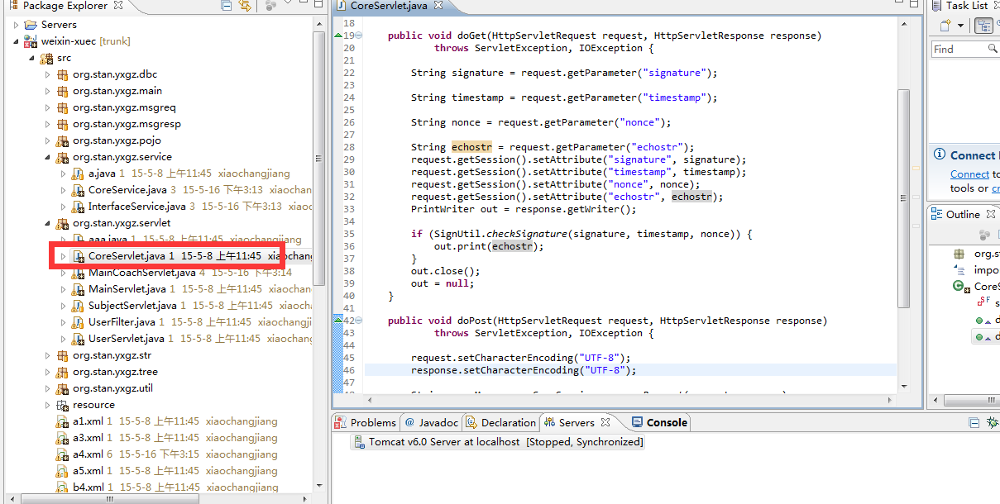 Package Explorer
Servers
weixin-xuec [trunk]
src
org.stan.yxgz.dbc
org.stan.yxgz.main
org.stan.yxgz.msgreq
org.stan.yxgz.msgresp
org.stan.yxgz.pojo
org.stan.yxgz.service
a.java 1 15-5-8 上午11:45 xiaochangjiang
CoreService.java 3 15-5-16 下午3:13 xiaochan
InterfaceService.java 3 15-5-16 下午3:13 xiao
org.stan.yxgz.servlet
aaa.java 1 15-5-8 上午11:45 xiaochangjiang
CoreServlet.java 1 15-5-8 上午11:45 xiaochang
MainCoachServlet.java 4 15-5-16 下午3:14
MainServlet.java 1 15-5-8 上午11:45 xiaochang
SubjectServlet.java 1 15-5-8 上午11:45 xiaocha
UserFilter.java 1 15-5-8 上午11:45 xiaochangjia
UserServlet.java 1 15-5-8 上午11:45 xiaochangj
org.stan.yxgz.str
org.stan.yxgz.tree
org.stan.yxgz.util
resource
a1.xml 1 15-5-8 上午11:45 xiaochangjiang
a3.xml 1 15-5-8 上午11:45 xiaochangjiang
a4.xml 6 15-5-16 下午3:15 xiaochangjiang
a5.xml 1 15-5-8 上午11:45 xiaochangjiang
b4.xml 1 15-5-8 上午11:45 xiaochangjiang
CoreServlet.java
18
19 public void doGet(HttpServletRequest request, HttpServletResponse response)
20 throws ServletException, IOException {
21
22 String signature = request.getParameter("signature");
23
24 String timestamp = request.getParameter("timestamp");
25
26 String nonce = request.getParameter("nonce");
27
28 String echostr = request.getParameter("echostr");
29 request.getSession().setAttribute("signature", signature);
30 request.getSession().setAttribute("timestamp", timestamp);
31 request.getSession().setAttribute("nonce", nonce);
32 request.getSession().setAttribute("echostr", echostr);
33 PrintWriter out = response.getWriter();
34
35 if (SignUtil.checkSignature(signature, timestamp, nonce)) {
36 out.print(echostr);
37 }
38 out.close();
39 out = null;
40 }
41
42 public void doPost(HttpServletRequest request, HttpServletResponse response)
43 throws ServletException, IOException {
44
45 request.setCharacterEncoding("UTF-8");
46 response.setCharacterEncoding("UTF-8");
47
Problems @ Javadoc Declaration Servers Console
Tomcat v6.0 Server at localhost [Stopped, Synchronized]
Task List
Find
Connect
Connect to
tools or cr
Outline
org.s
impo
CoreS
s
d
d